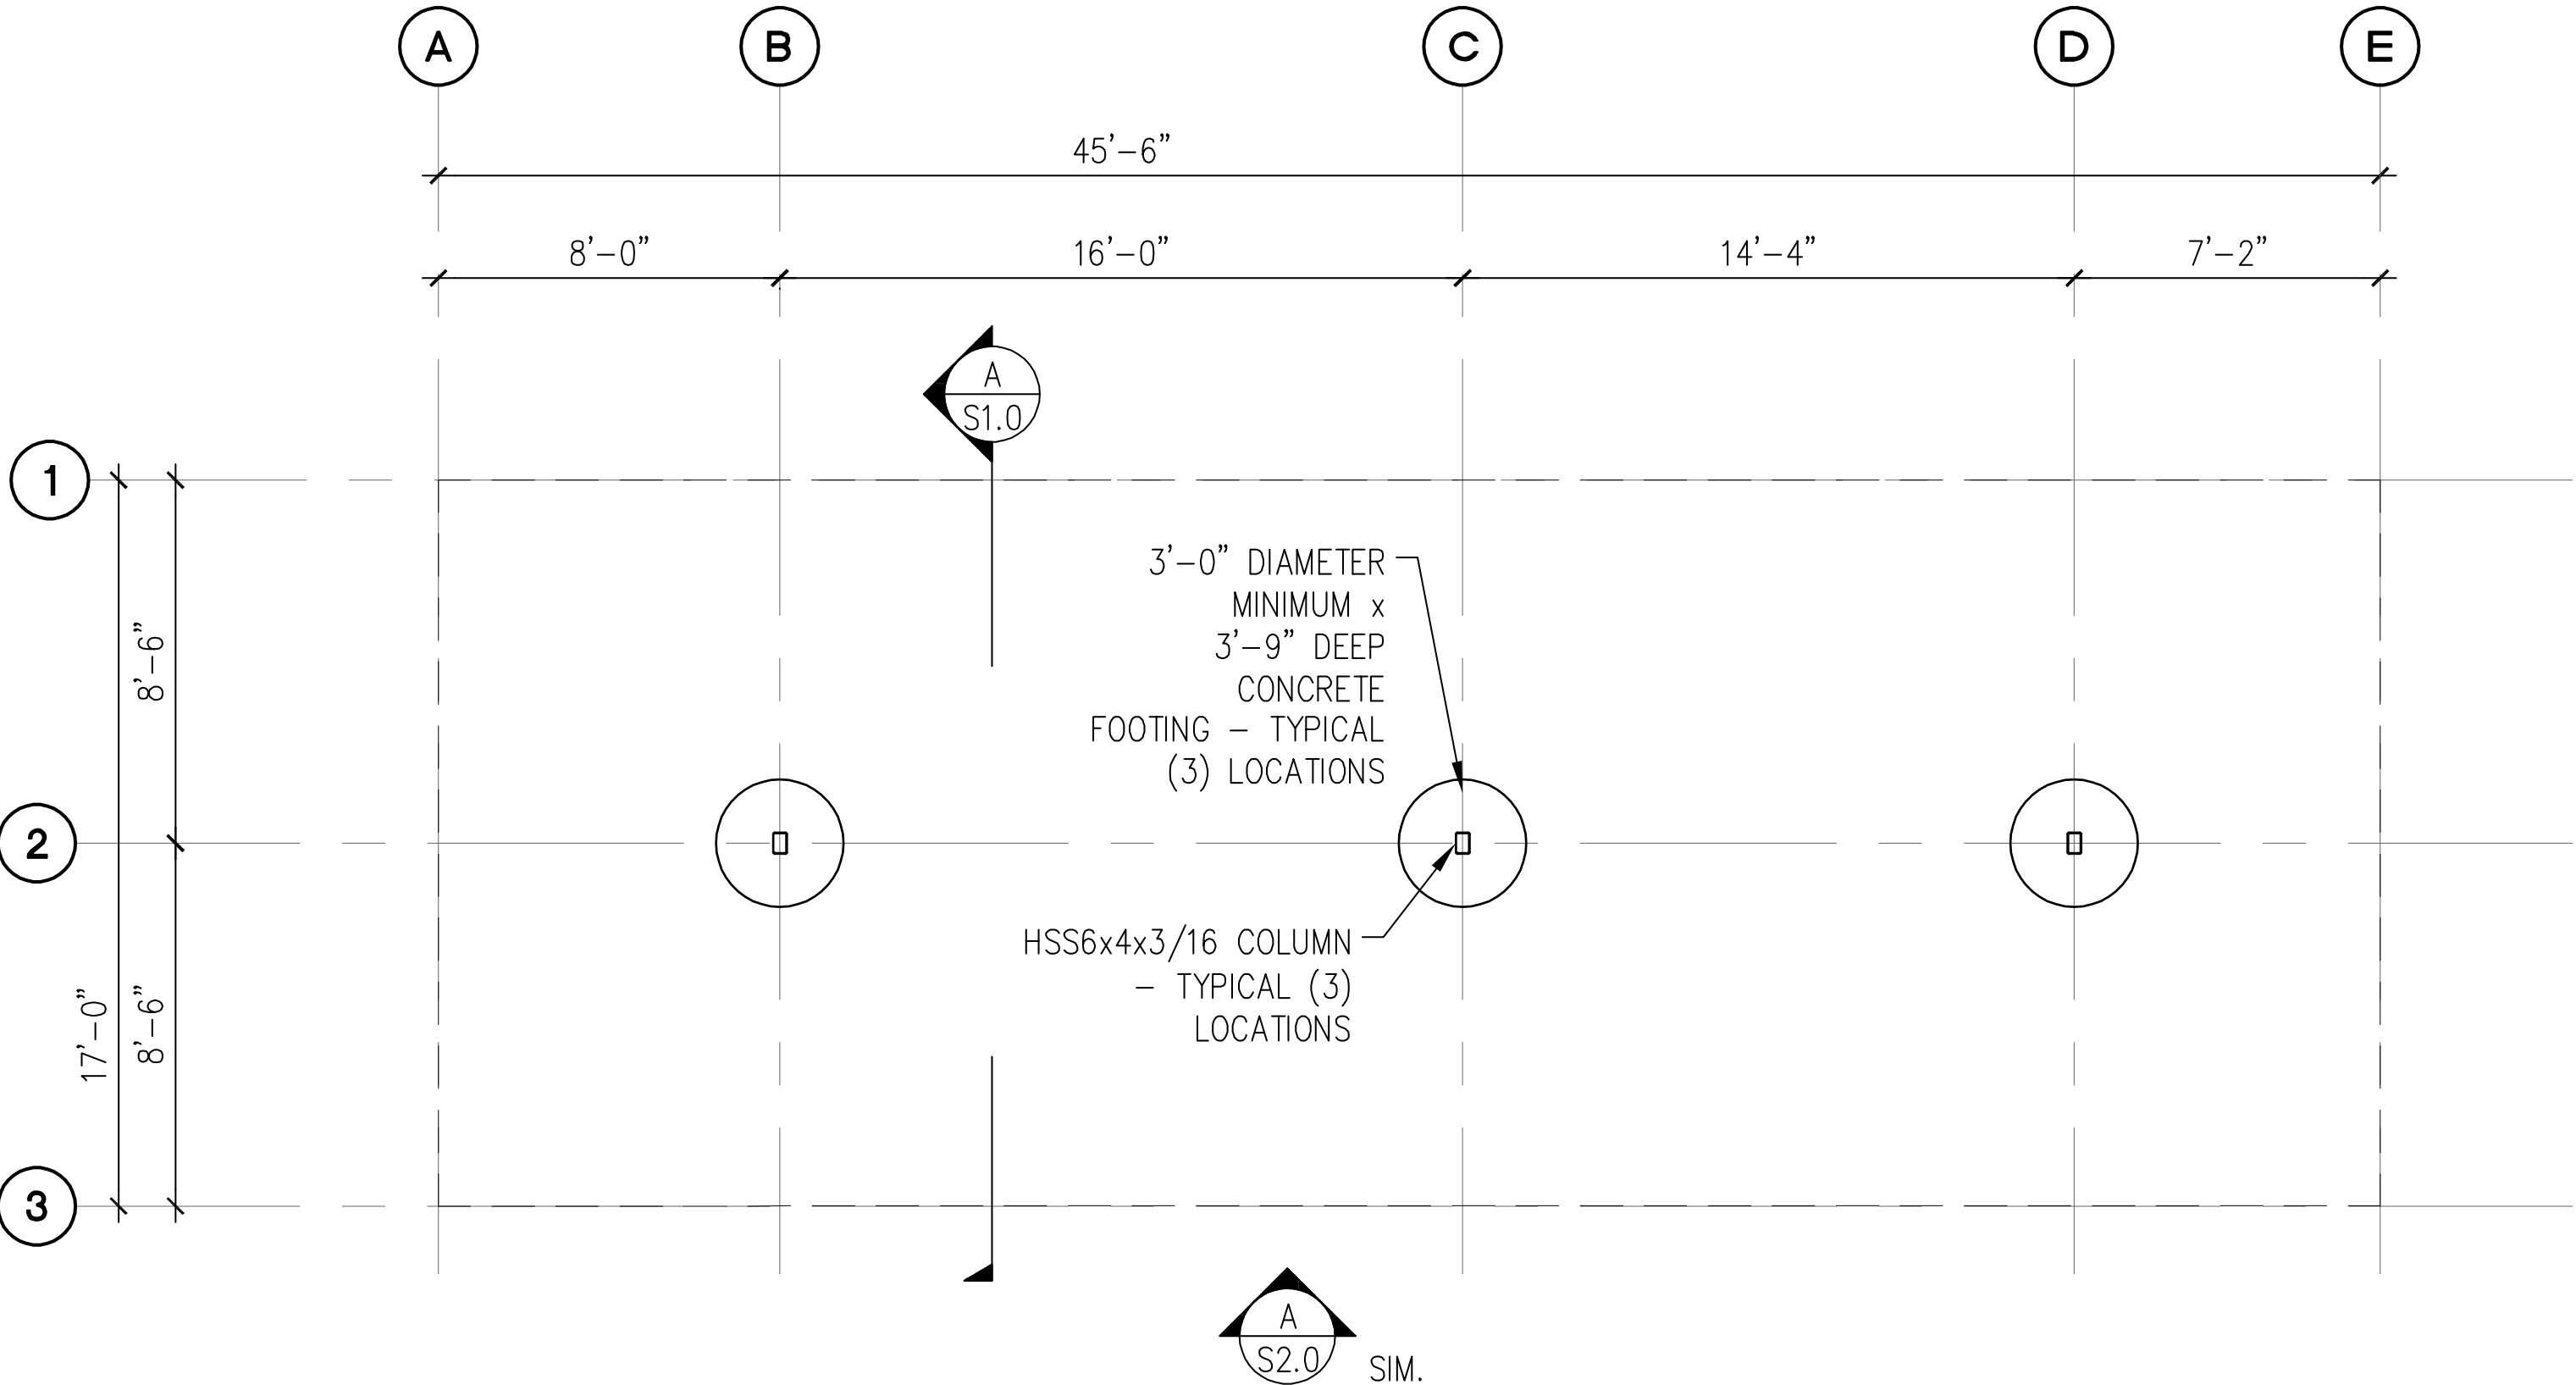 A B C D E
45'-6"
8'-0" 16'-0" 14'-4" 7'-2"
A
S1.0
1
3'-0" DIAMETER
MINIMUM x
3'-9" DEEP
CONCRETE
FOOTING - TYPICAL
(3) LOCATIONS
8'-6"
2
HSS6x4x3/16 COLUMN
- TYPICAL (3)
LOCATIONS
17'-0"
8'-6"
3
A
S2.0
SIM.